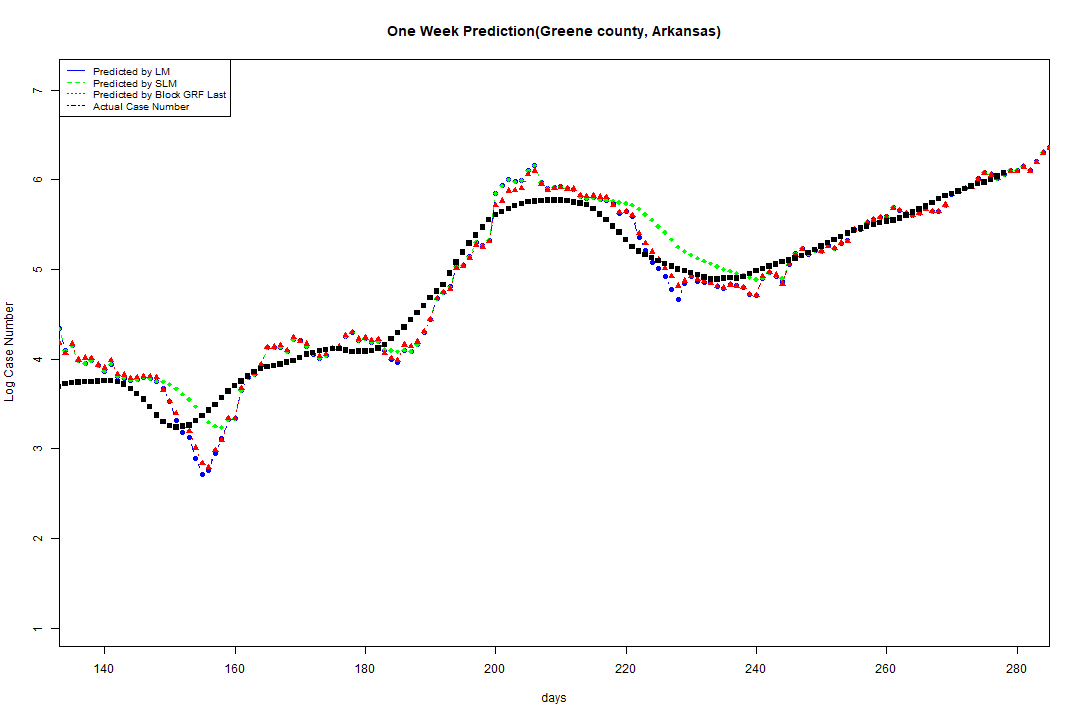 One Week Prediction(Greene county, Arkansas)
Predicted by LM
Predicted by SLM
Predicted by Block GRF Last
Actual Case Number
7
6
5
4
3
2
1
Log Case Number
140 160 180 200 220 240 260 280
days